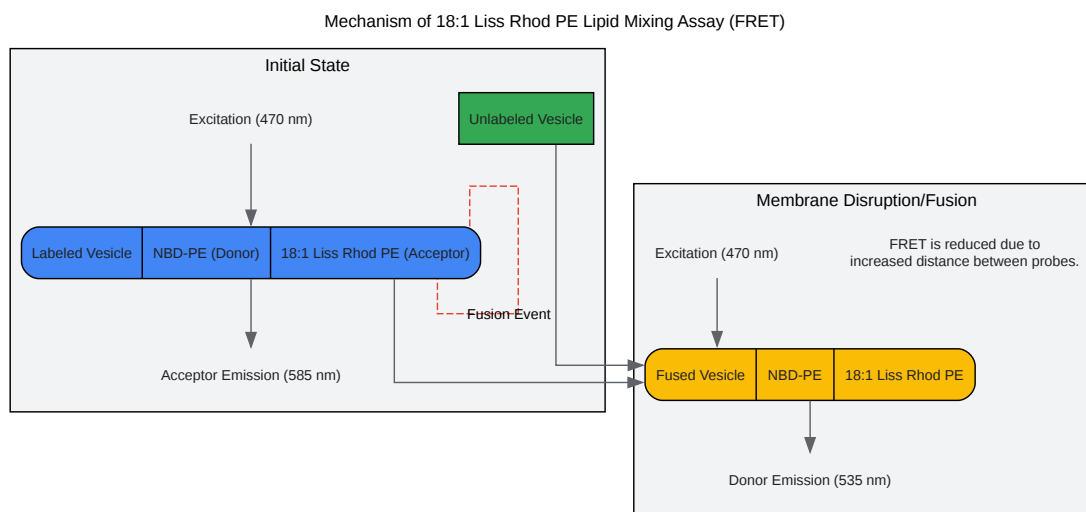 Mechanism of 18:1 Liss Rhod PE Lipid Mixing Assay (FRET)
Initial State
Excitation (470 nm)
Unlabeled Vesicle
Labeled Vesicle
NBD-PE (Donor)
18:1 Liss Rhod PE (Acceptor)
Fusion Event
Acceptor Emission (585 nm)
Membrane Disruption/Fusion
Excitation (470 nm)
FRET is reduced due to
increased distance between probes.
Fused Vesicle
NBD-PE
18:1 Liss Rhod PE
Donor Emission (535 nm)